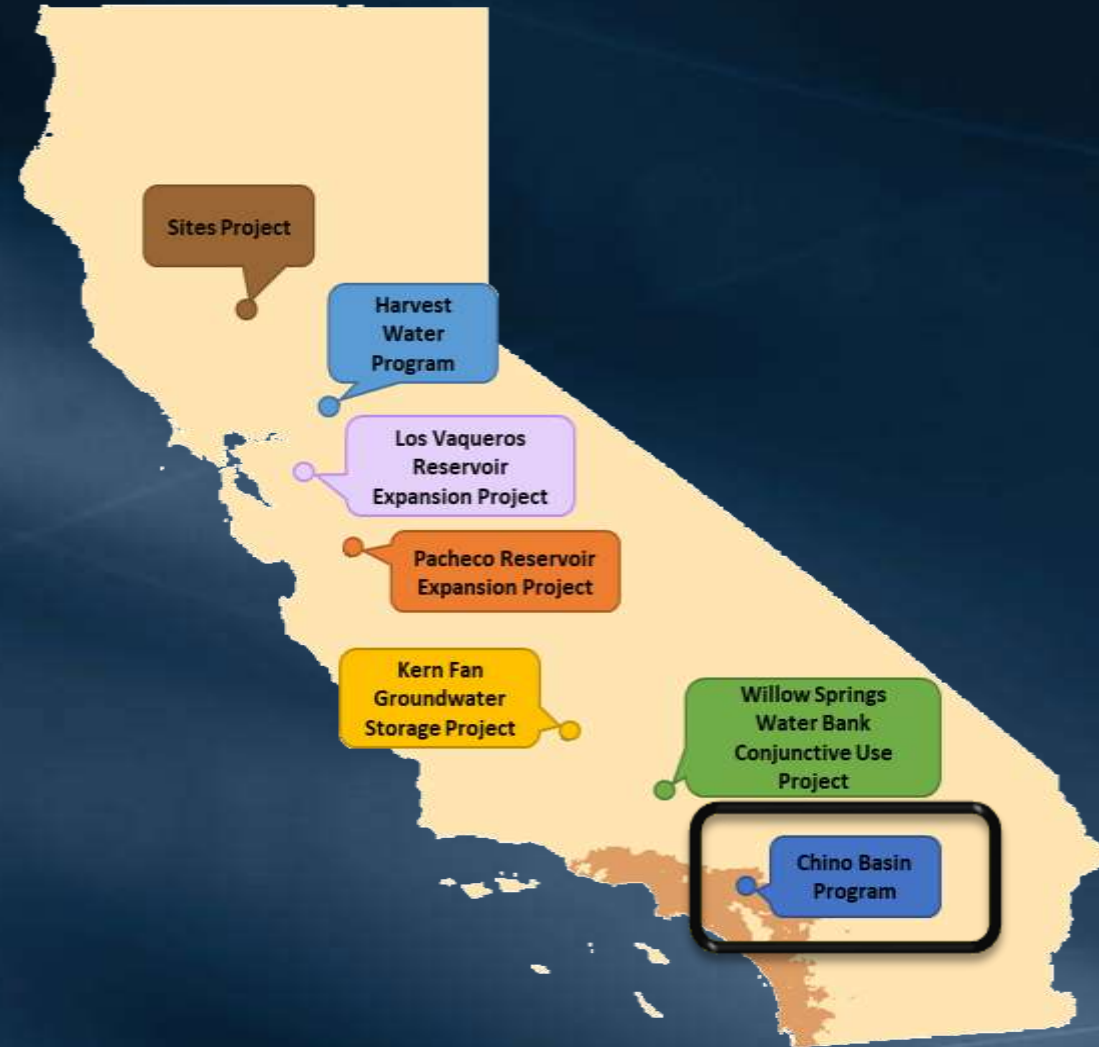 Sites Project
Harvest
Water
Program
Los Vaqueros
Reservoir
Expansion Project
Pacheco Reservoir
Expansion Project
Kern Fan
Groundwater
Storage Project
Willow Springs
Water Bank
Conjunctive Use
Project
Chino Basin
Program